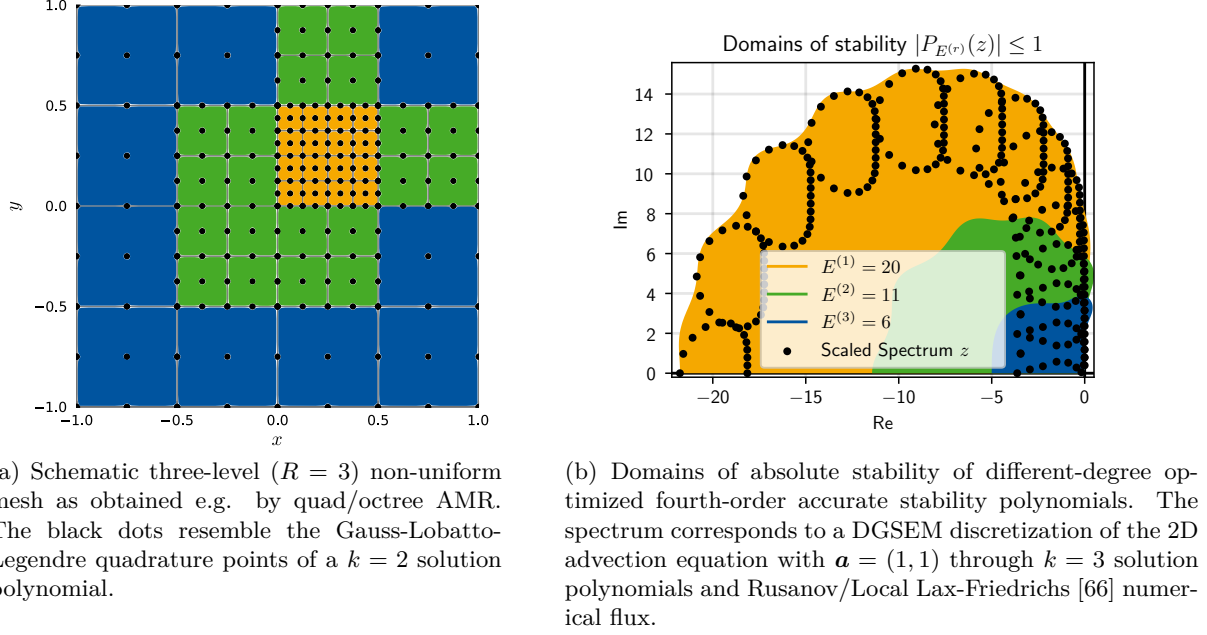 1.0
0.5
y
0.0
−0.5
−1.0
−1.0
−0.5
0.0
0.5
1.0
x
a) Schematic three-level (R = 3) non-uniform
mesh as obtained e.g. by quad/octree AMR.
The black dots resemble the Gauss-Lobatto-
Legendre quadrature points of a k = 2 solution
polynomial.
Domains of stability |P_{E^{(r)}}(z)| ≤ 1
14
12
10
8
Im
6
4
2
0
E^{(1)} = 20
E^{(2)} = 11
E^{(3)} = 6
Scaled Spectrum z
−20
−15
−10
−5
0
Re
(b) Domains of absolute stability of different-degree op-
timized fourth-order accurate stability polynomials. The
spectrum corresponds to a DGSEM discretization of the 2D
advection equation with a = (1, 1) through k = 3 solution
polynomials and Rusanov/Local Lax-Friedrichs [66] numer-
ical flux.